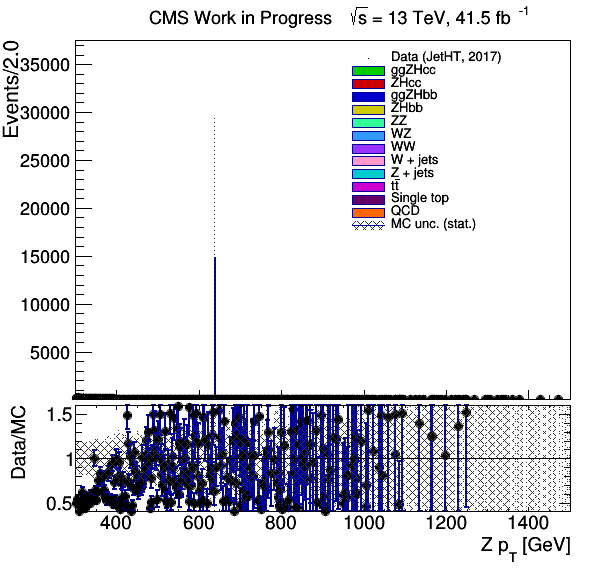 CMS Work in Progress √s = 13 TeV, 41.5 fb⁻¹
Events/2.0
35000
30000
25000
20000
15000
10000
5000
Data (JetHT, 2017)
ggZHcc
ZHcc
ggZHbb
ZHbb
ZZ
WZ
WW
W + jets
Z + jets
tt̄
Single top
QCD
MC unc. (stat.)
Data/MC
1.5
1
0.5
400 600 800 1000 1200 1400
Z p_T [GeV]